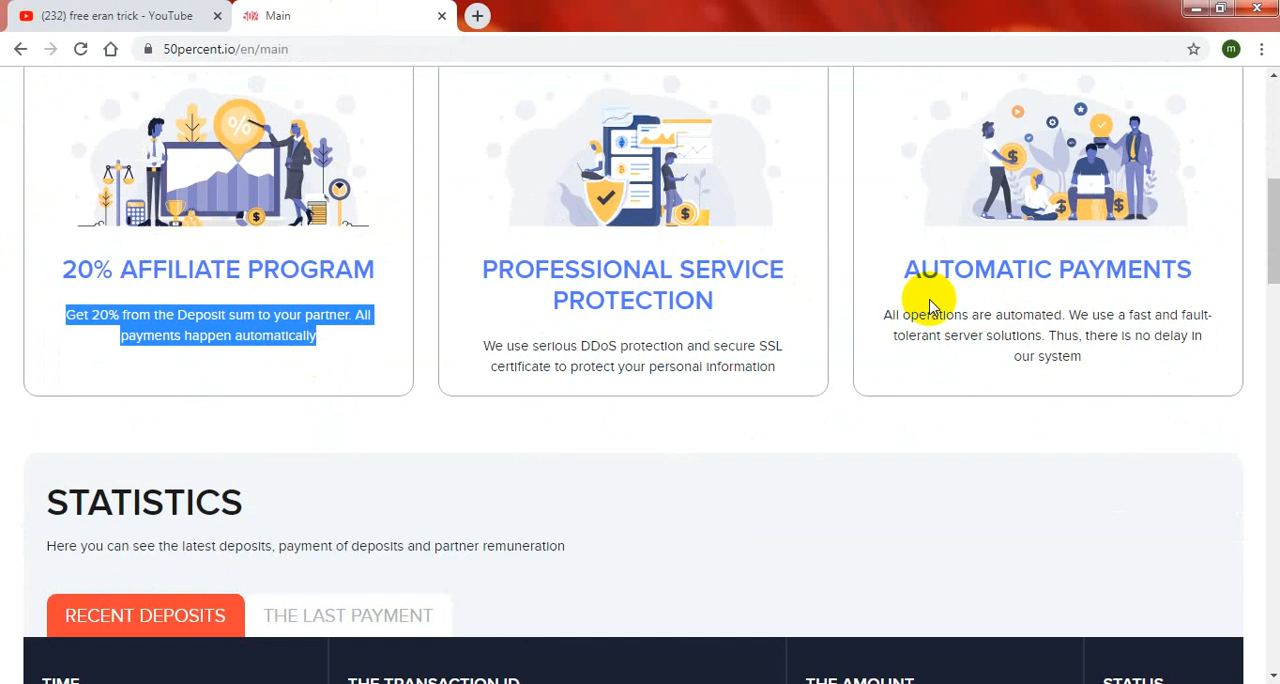 (232) free eran trick - YouTube
Main
50percent.io/en/main
m
%
$
20% AFFILIATE PROGRAM
Get 20% from the Deposit sum to your partner. All
payments happen automatically
PROFESSIONAL SERVICE
PROTECTION
We use serious DDoS protection and secure SSL
certificate to protect your personal information
AUTOMATIC PAYMENTS
All operations are automated. We use a fast and fault-
tolerant server solutions. Thus, there is no delay in
our system
STATISTICS
Here you can see the latest deposits, payment of deposits and partner remuneration
RECENT DEPOSITS
THE LAST PAYMENT
TIME
THE TRANSACTION ID
THE AMOUNT
STATUS